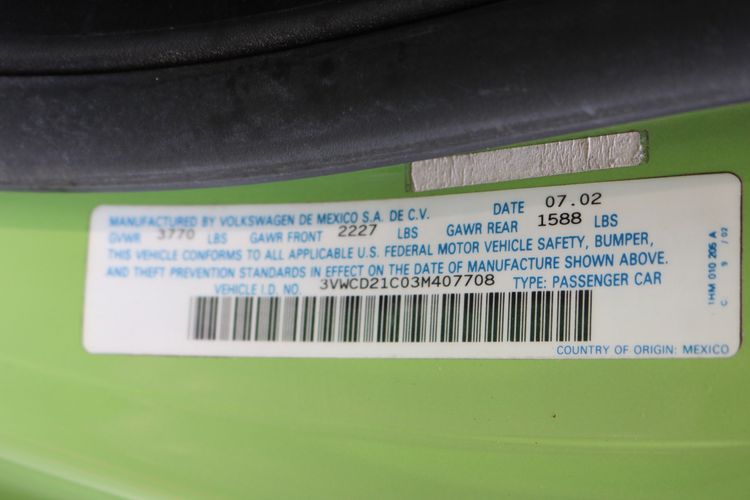 MANUFACTURED BY VOLKSWAGEN DE MEXICO S.A. DE C.V. DATE 07.02
GVWR 3770 LBS GAWR FRONT 2227 LBS GAWR REAR 1588 LBS
THIS VEHICLE CONFORMS TO ALL APPLICABLE U.S. FEDERAL MOTOR VEHICLE SAFETY, BUMPER,
AND THEFT PREVENTION STANDARDS IN EFFECT ON THE DATE OF MANUFACTURE SHOWN ABOVE.
VEHICLE I.D. NO. 3VWCD21C03M407708 TYPE: PASSENGER CAR
COUNTRY OF ORIGIN: MEXICO
1HM 010 205 A
C 9 / 02